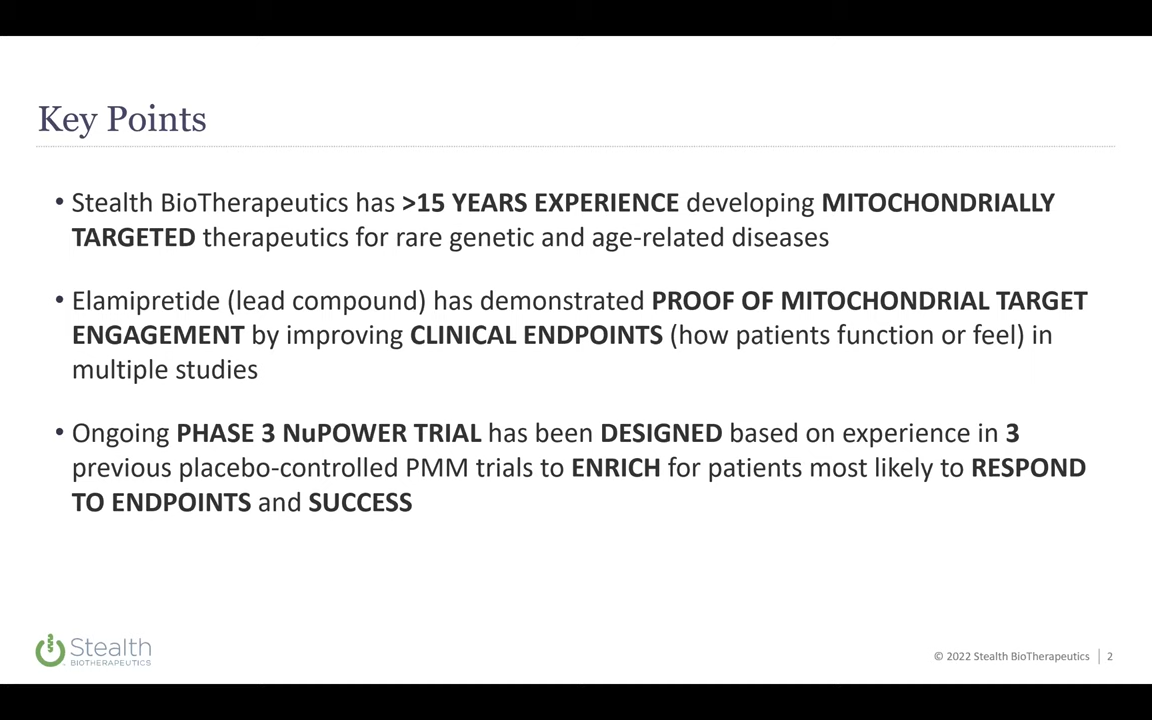 Key Points
• Stealth BioTherapeutics has >15 YEARS EXPERIENCE developing MITOCHONDRIALLY
TARGETED therapeutics for rare genetic and age-related diseases
• Elamipretide (lead compound) has demonstrated PROOF OF MITOCHONDRIAL TARGET
ENGAGEMENT by improving CLINICAL ENDPOINTS (how patients function or feel) in
multiple studies
• Ongoing PHASE 3 NuPOWER TRIAL has been DESIGNED based on experience in 3
previous placebo-controlled PMM trials to ENRICH for patients most likely to RESPOND
TO ENDPOINTS and SUCCESS
Stealth
BIOTHERAPEUTICS
© 2022 Stealth BioTherapeutics | 2